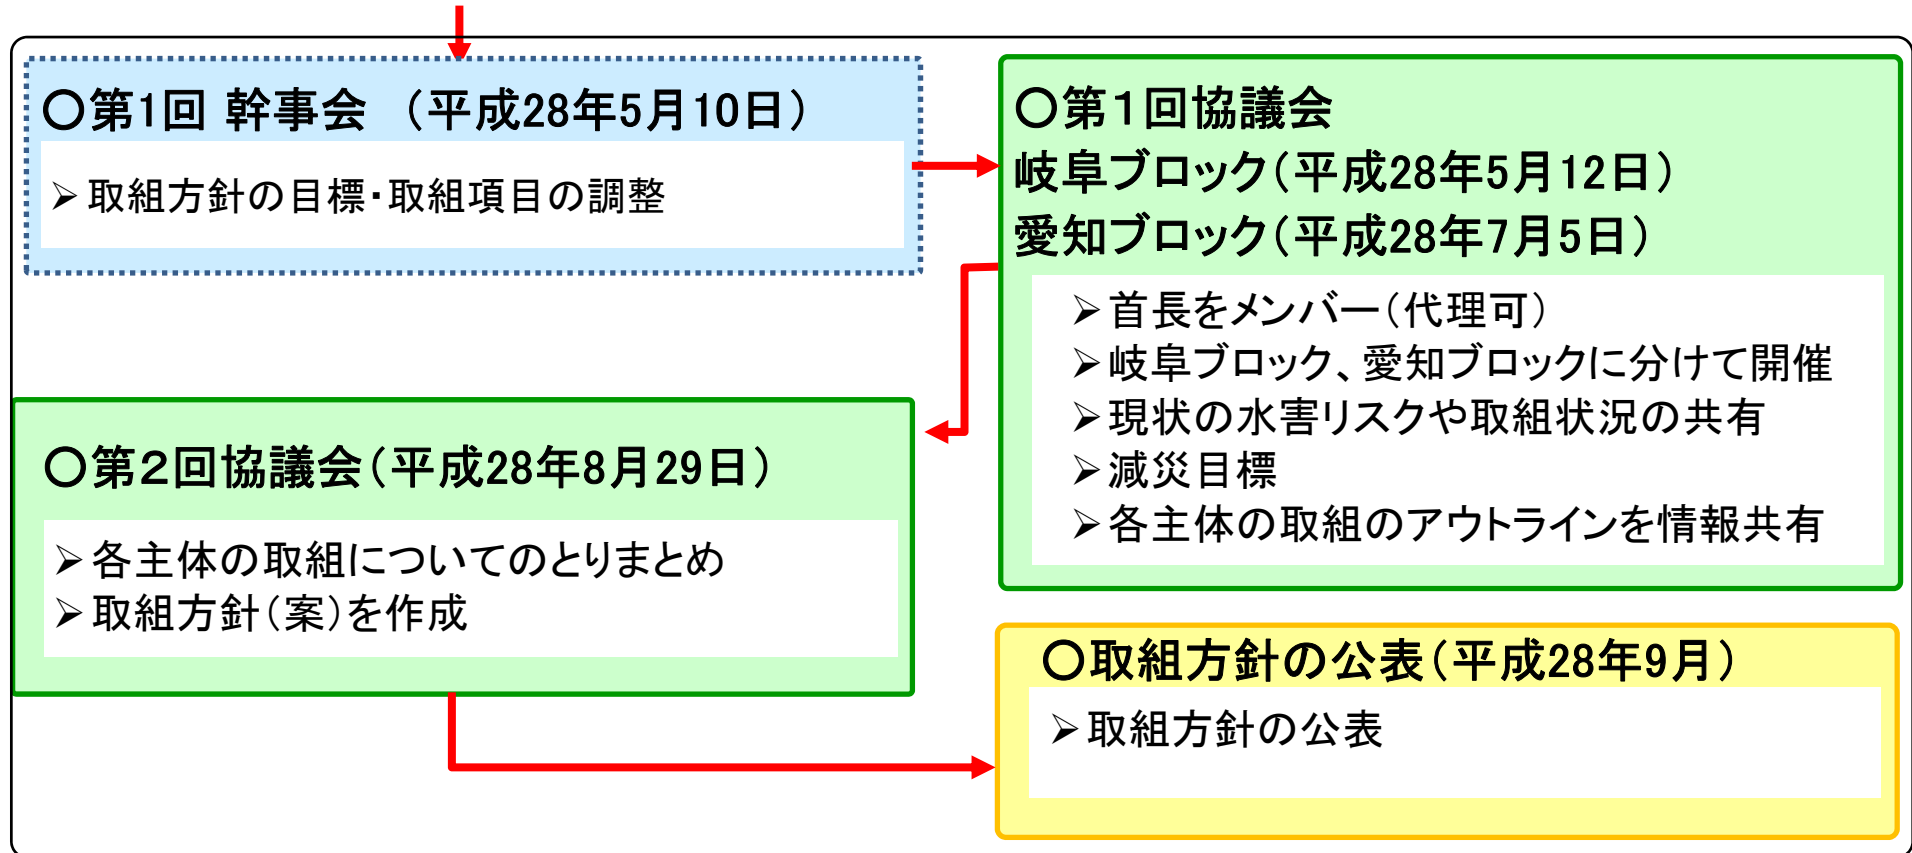 〇第1回 幹事会 （平成28年5月10日）
➢取組方針の目標・取組項目の調整
〇第１回協議会
岐阜ブロック（平成28年5月12日）
愛知ブロック（平成28年7月5日）
➢首長をメンバー（代理可）
➢岐阜ブロック、愛知ブロックに分けて開催
➢現状の水害リスクや取組状況の共有
➢減災目標
➢各主体の取組のアウトラインを情報共有
〇第２回協議会（平成28年8月29日）
➢各主体の取組についてのとりまとめ
➢取組方針（案）を作成
〇取組方針の公表（平成28年9月）
➢取組方針の公表